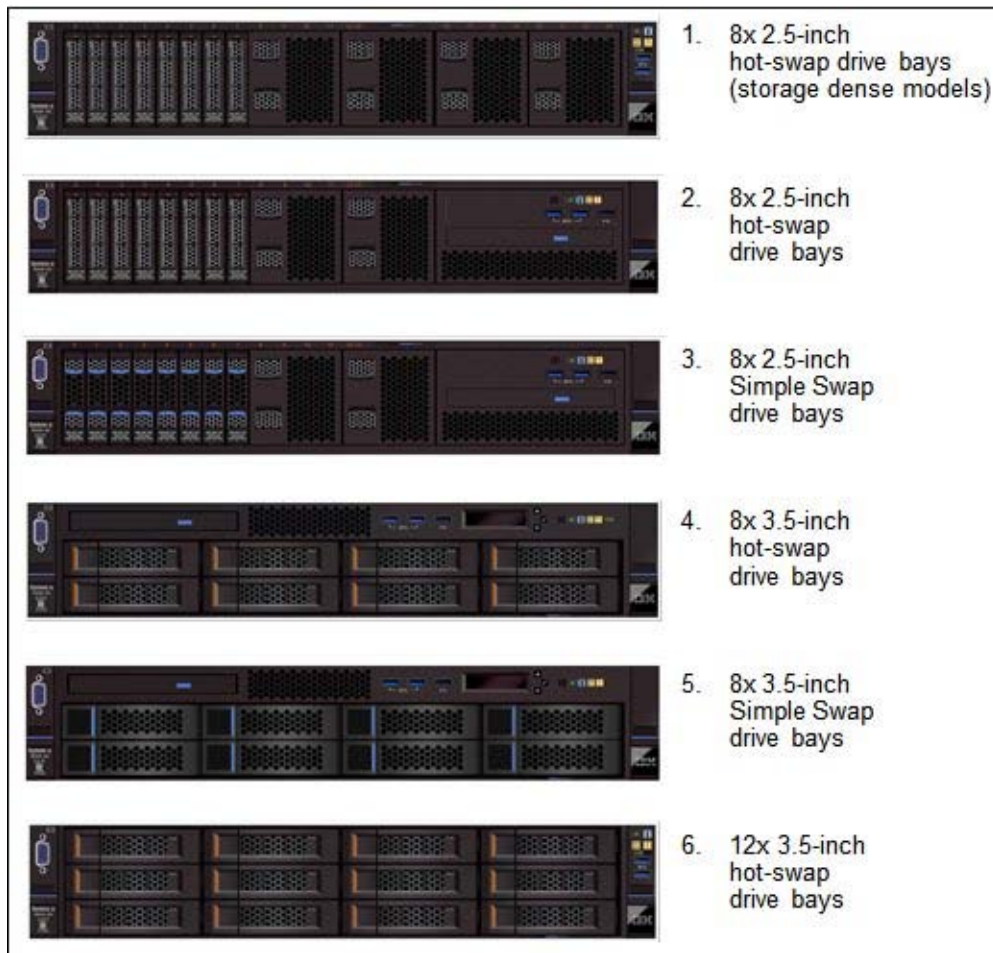 1. 8x 2.5-inch
hot-swap drive bays
(storage dense models)
2. 8x 2.5-inch
hot-swap
drive bays
3. 8x 2.5-inch
Simple Swap
drive bays
4. 8x 3.5-inch
hot-swap
drive bays
5. 8x 3.5-inch
Simple Swap
drive bays
6. 12x 3.5-inch
hot-swap
drive bays